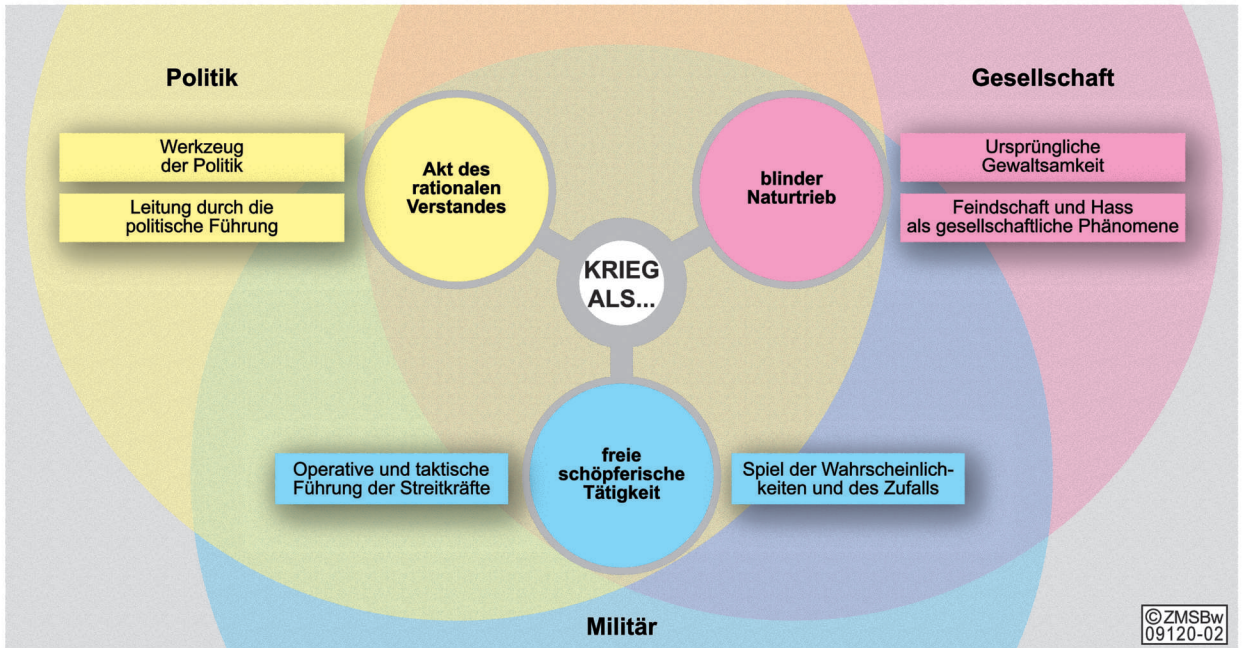 Politik
Gesellschaft
Werkzeug
der Politik
Leitung durch die
politische Führung
Akt des
rationalen
Verstandes
blinder
Naturtrieb
Ursprüngliche
Gewaltsamkeit
Feindschaft und Hass
als gesellschaftliche Phänomene
KRIEG
ALS...
Operative und taktische
Führung der Streitkräfte
freie
schöpferische
Tätigkeit
Spiel der Wahrscheinlich-
keiten und des Zufalls
Militär
©ZMSBw
09120-02